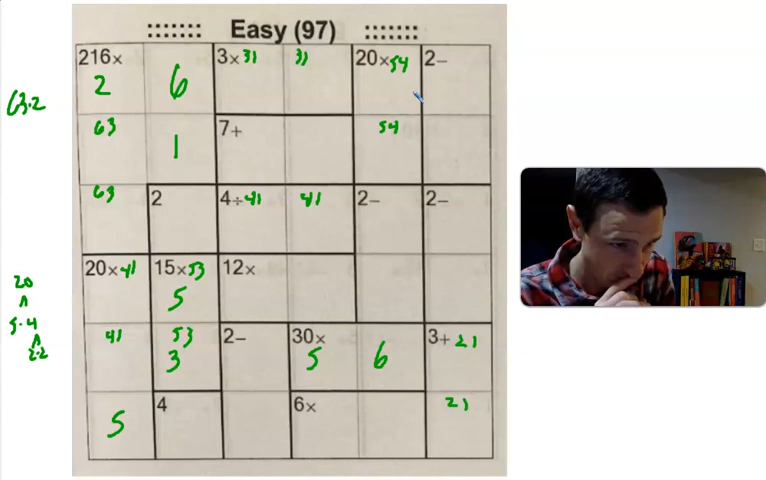 Easy (97)
216× 3× 31 31 20× 54 2−
2 6
63·2
63 1 7+ 54
63 2 4÷ 41 41 2− 2−
20× 41 15× 53 12×
5
20
5·4
2·2
41 53 2− 30× 3+ 21
3 5 6
5 4 6× 21